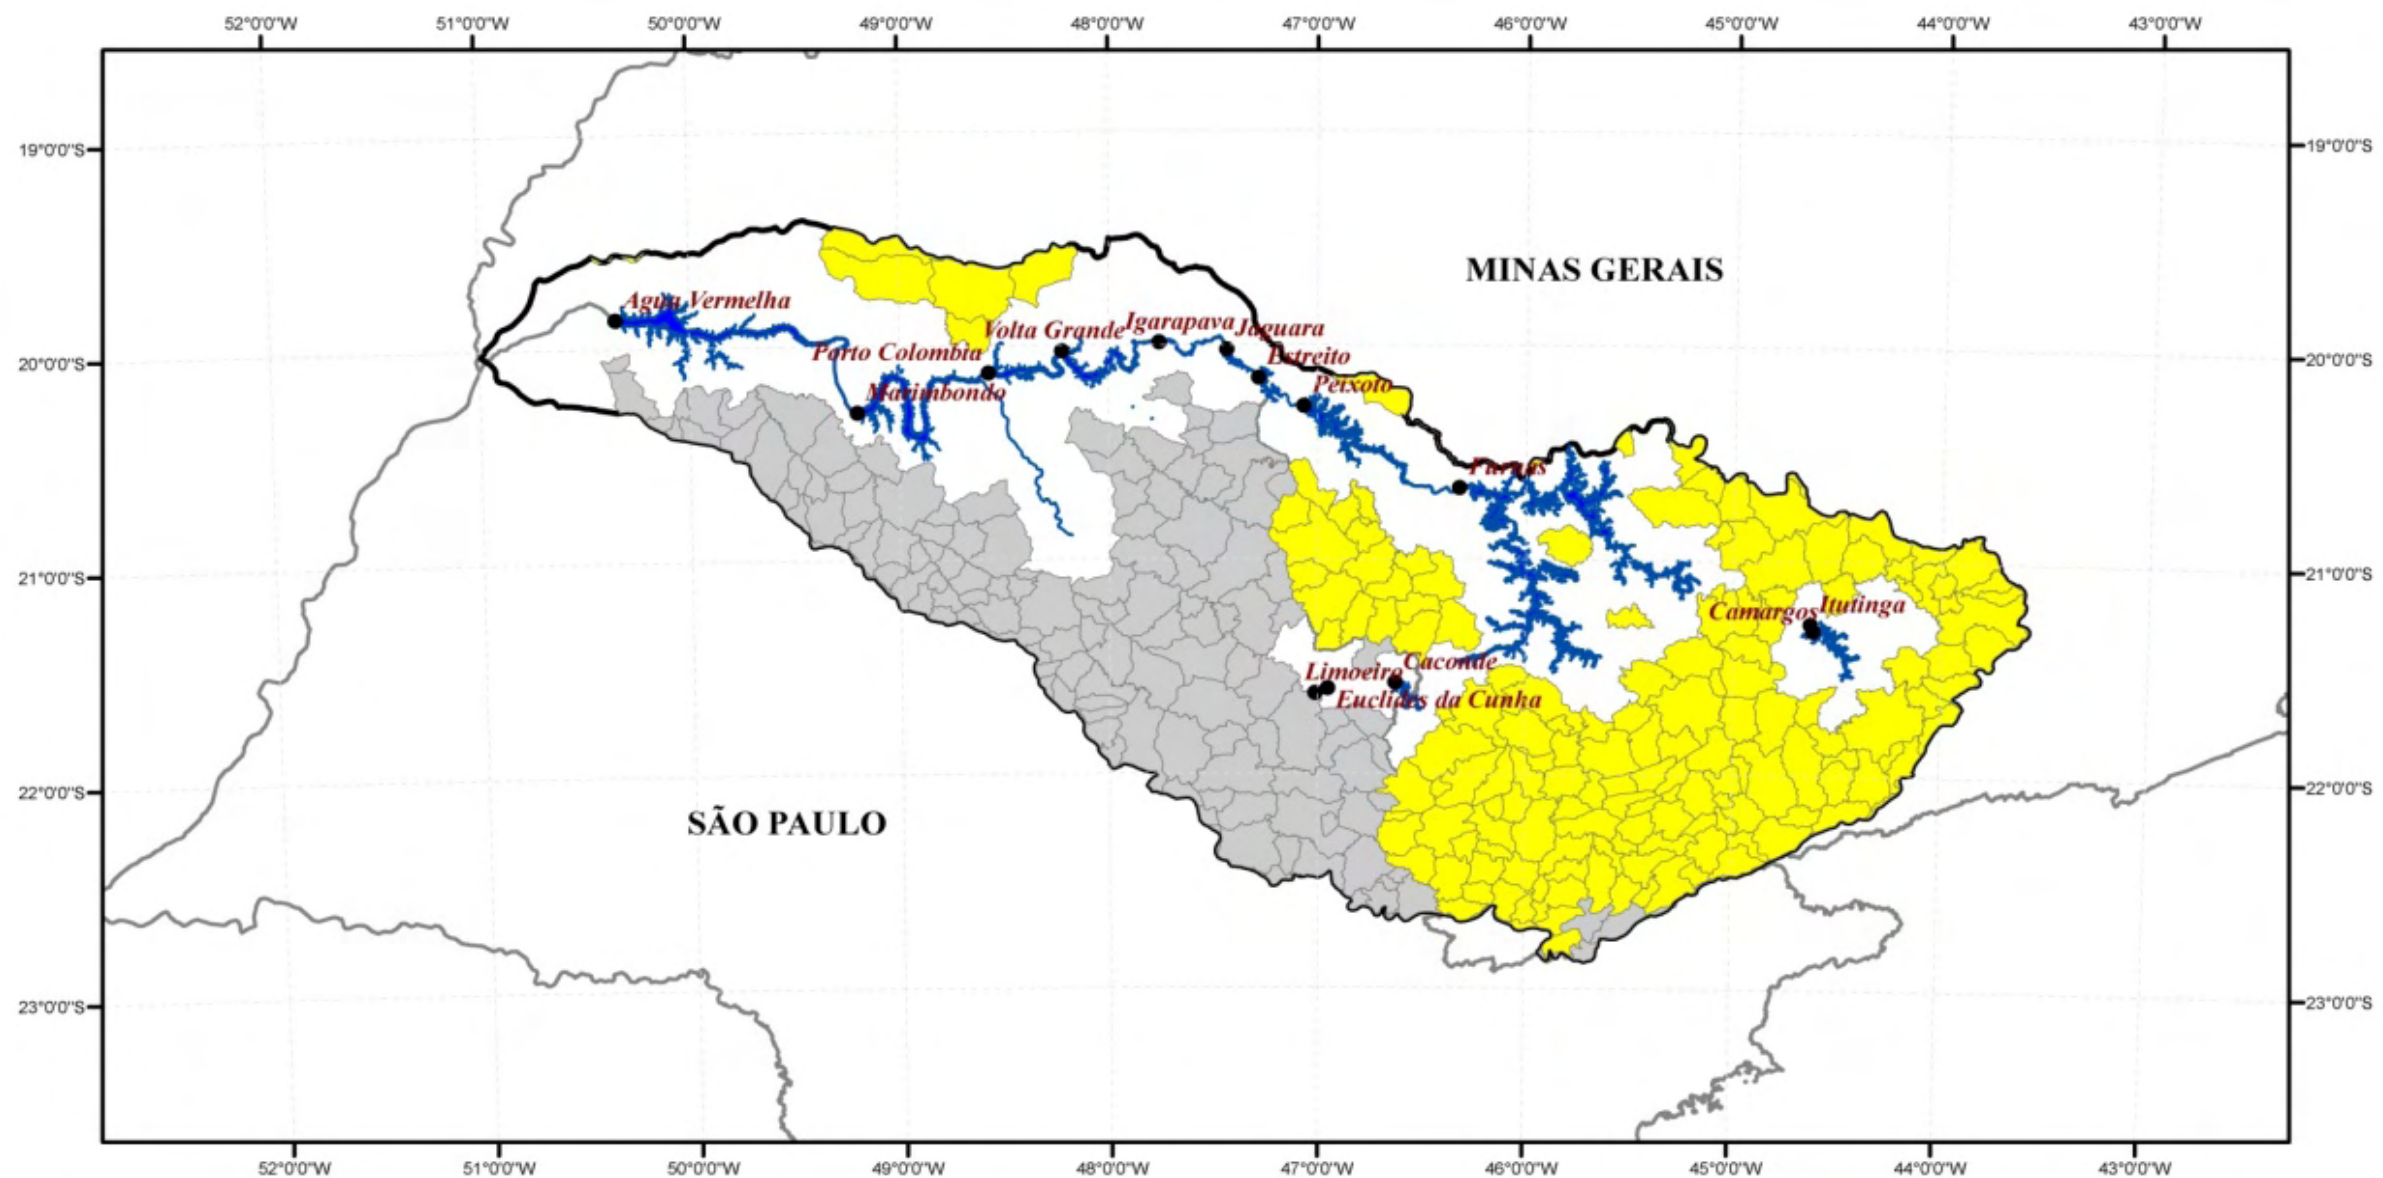 52°0'0"W 51°0'0"W 50°0'0"W 49°0'0"W 48°0'0"W 47°0'0"W 46°0'0"W 45°0'0"W 44°0'0"W 43°0'0"W
19°0'0"S 19°0'0"S
MINAS GERAIS
Agua Vermelha
Volta Grande Igarapava Jaguara
Porto Colombia Estreito
20°0'0"S 20°0'0"S
Marimbondo Peixoto
Furnas
21°0'0"S 21°0'0"S
Camargos Itutinga
Limoeiro Caconde
Euclides da Cunha
22°0'0"S 22°0'0"S
SÃO PAULO
23°0'0"S 23°0'0"S
52°0'0"W 51°0'0"W 50°0'0"W 49°0'0"W 48°0'0"W 47°0'0"W 46°0'0"W 45°0'0"W 44°0'0"W 43°0'0"W